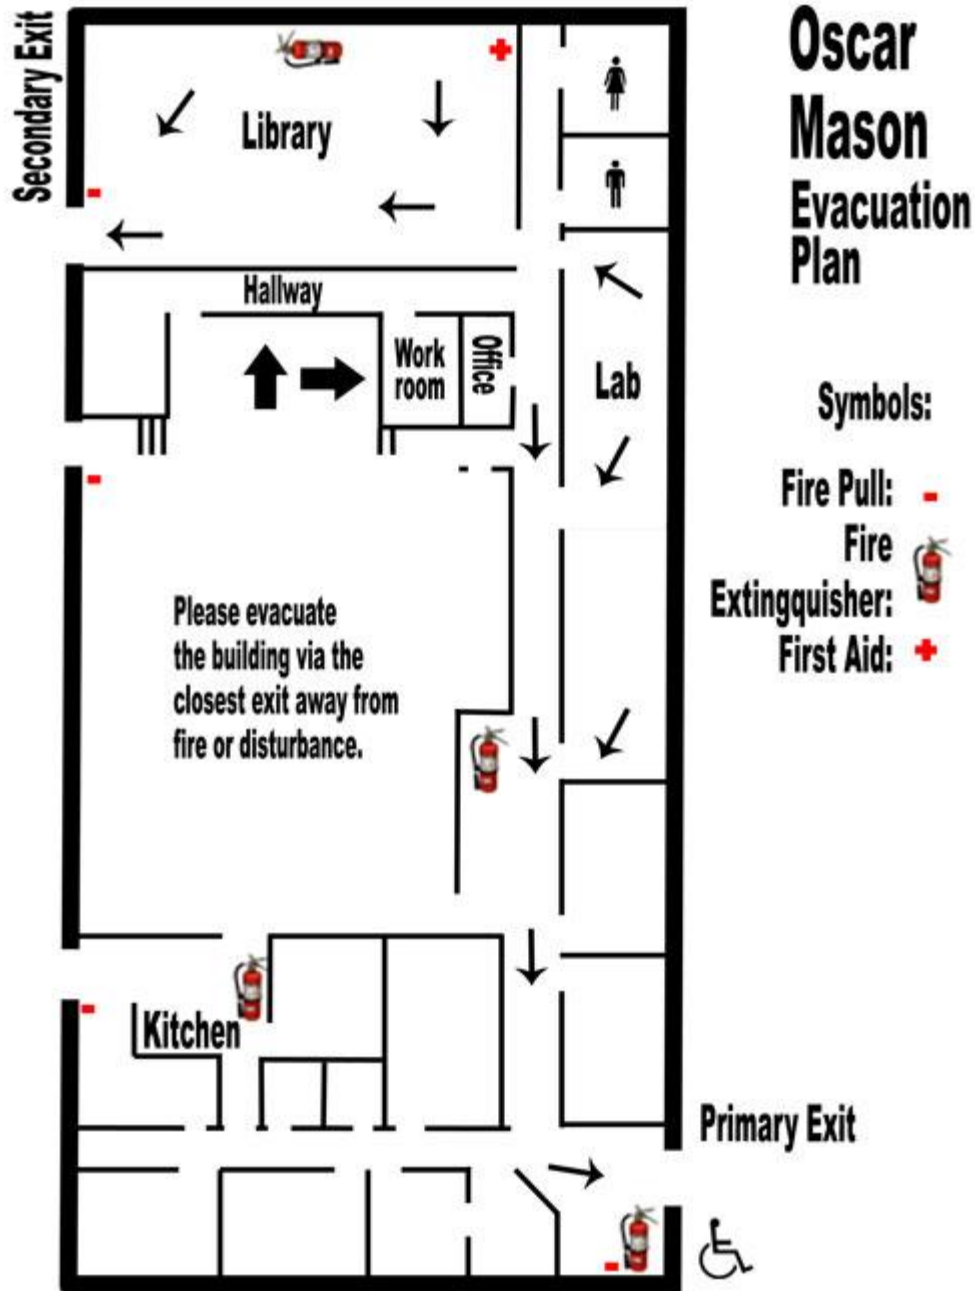 Oscar
Mason
Evacuation
Plan
Secondary Exit
Library
Hallway
Work
room
Office
Lab
Symbols:
Fire Pull:
Fire
Extingquisher:
First Aid:
Please evacuate
the building via the
closest exit away from
fire or disturbance.
Kitchen
Primary Exit